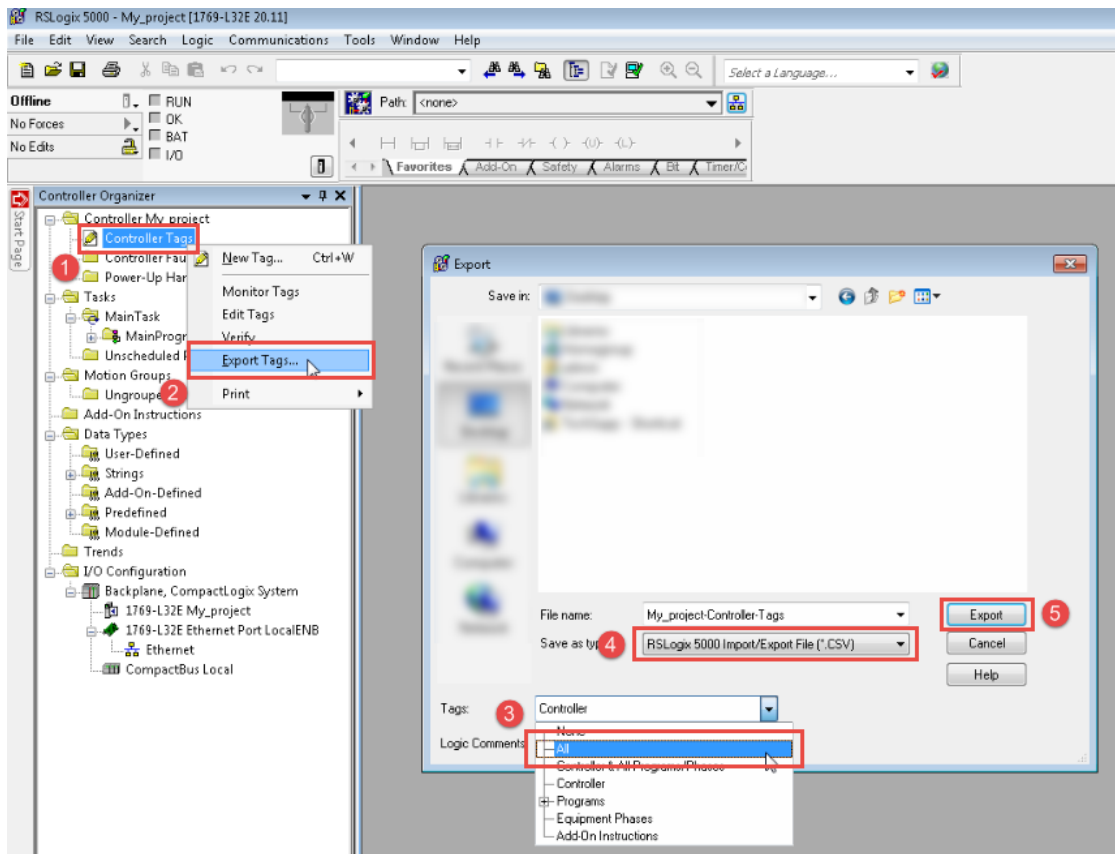 RSLogix 5000 - My_project [1769-L32E 20.11]
File Edit View Search Logic Communications Tools Window Help
Select a Language...
Offline
RUN
Path: <none>
No Forces
OK
No Edits
BAT
I/O
Favorites Add-On Safety Alarms Bit Timer/C
Start Page
Controller Organizer
Controller My_project
Controller Tags
Controller Fau
Power-Up Har
Tasks
MainTask
MainProgr
Unscheduled
Motion Groups
Ungroupe
Add-On Instructions
Data Types
User-Defined
Strings
Add-On-Defined
Predefined
Module-Defined
Trends
I/O Configuration
Backplane, CompactLogix System
1769-L32E My_project
1769-L32E Ethernet Port LocalENB
Ethernet
CompactBus Local
1
New Tag... Ctrl+W
Monitor Tags
Edit Tags
Verify
Export Tags...
2
Print
Export
Save in:
File name: My_project-Controller-Tags
Export
5
Save as typ
4
RSLogix 5000 Import/Export File (*.CSV)
Cancel
Help
Tags:
3
Controller
Logic Comments
None
All
Controller & All Programs/Phases
Controller
Programs
Equipment Phases
Add-On Instructions